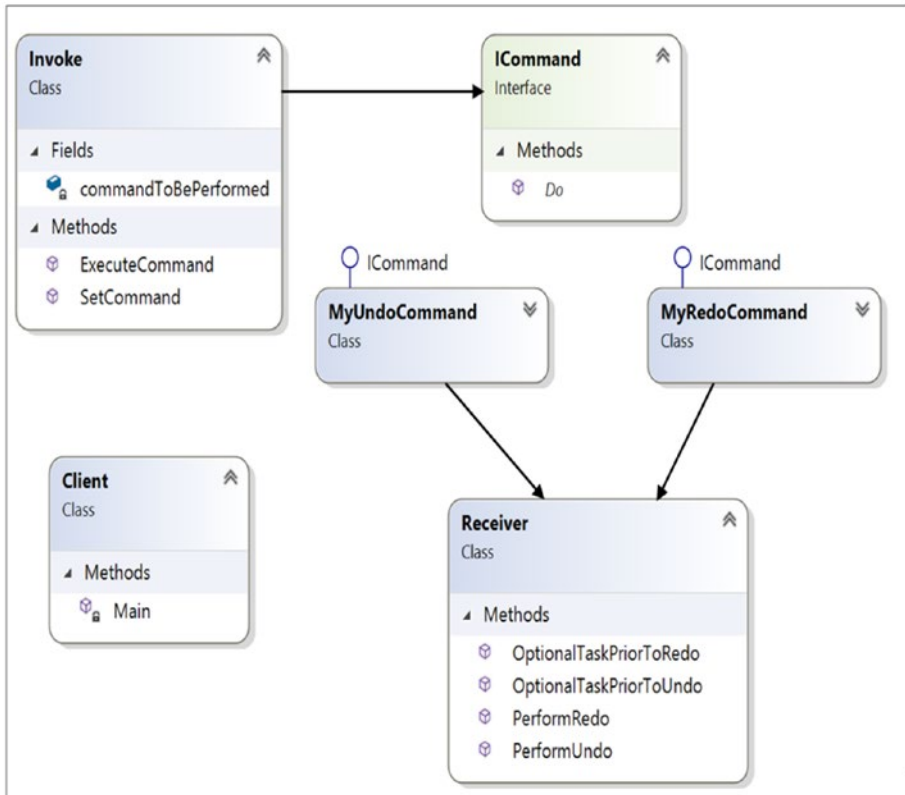 Invoke
Class
Fields
commandToBePerformed
Methods
ExecuteCommand
SetCommand
ICommand
Interface
Methods
Do
ICommand
MyUndoCommand
Class
ICommand
MyRedoCommand
Class
Client
Class
Methods
Main
Receiver
Class
Methods
OptionalTaskPriorToRedo
OptionalTaskPriorToUndo
PerformRedo
PerformUndo